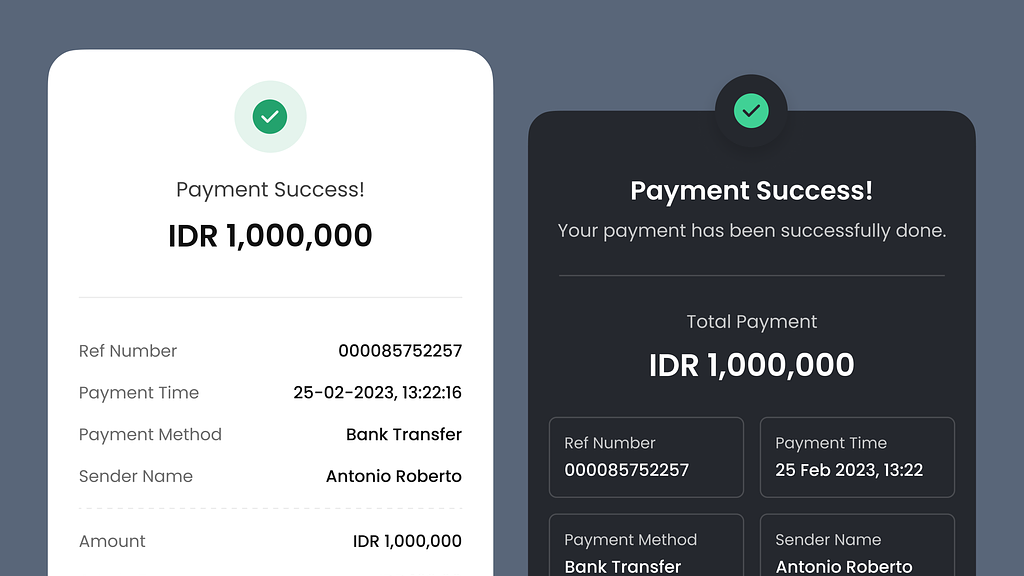 Payment Success!
IDR 1,000,000
Ref Number 000085752257
Payment Time 25-02-2023, 13:22:16
Payment Method Bank Transfer
Sender Name Antonio Roberto
Amount IDR 1,000,000
Payment Success!
Your payment has been successfully done.
Total Payment
IDR 1,000,000
Ref Number
000085752257
Payment Time
25 Feb 2023, 13:22
Payment Method
Bank Transfer
Sender Name
Antonio Roberto